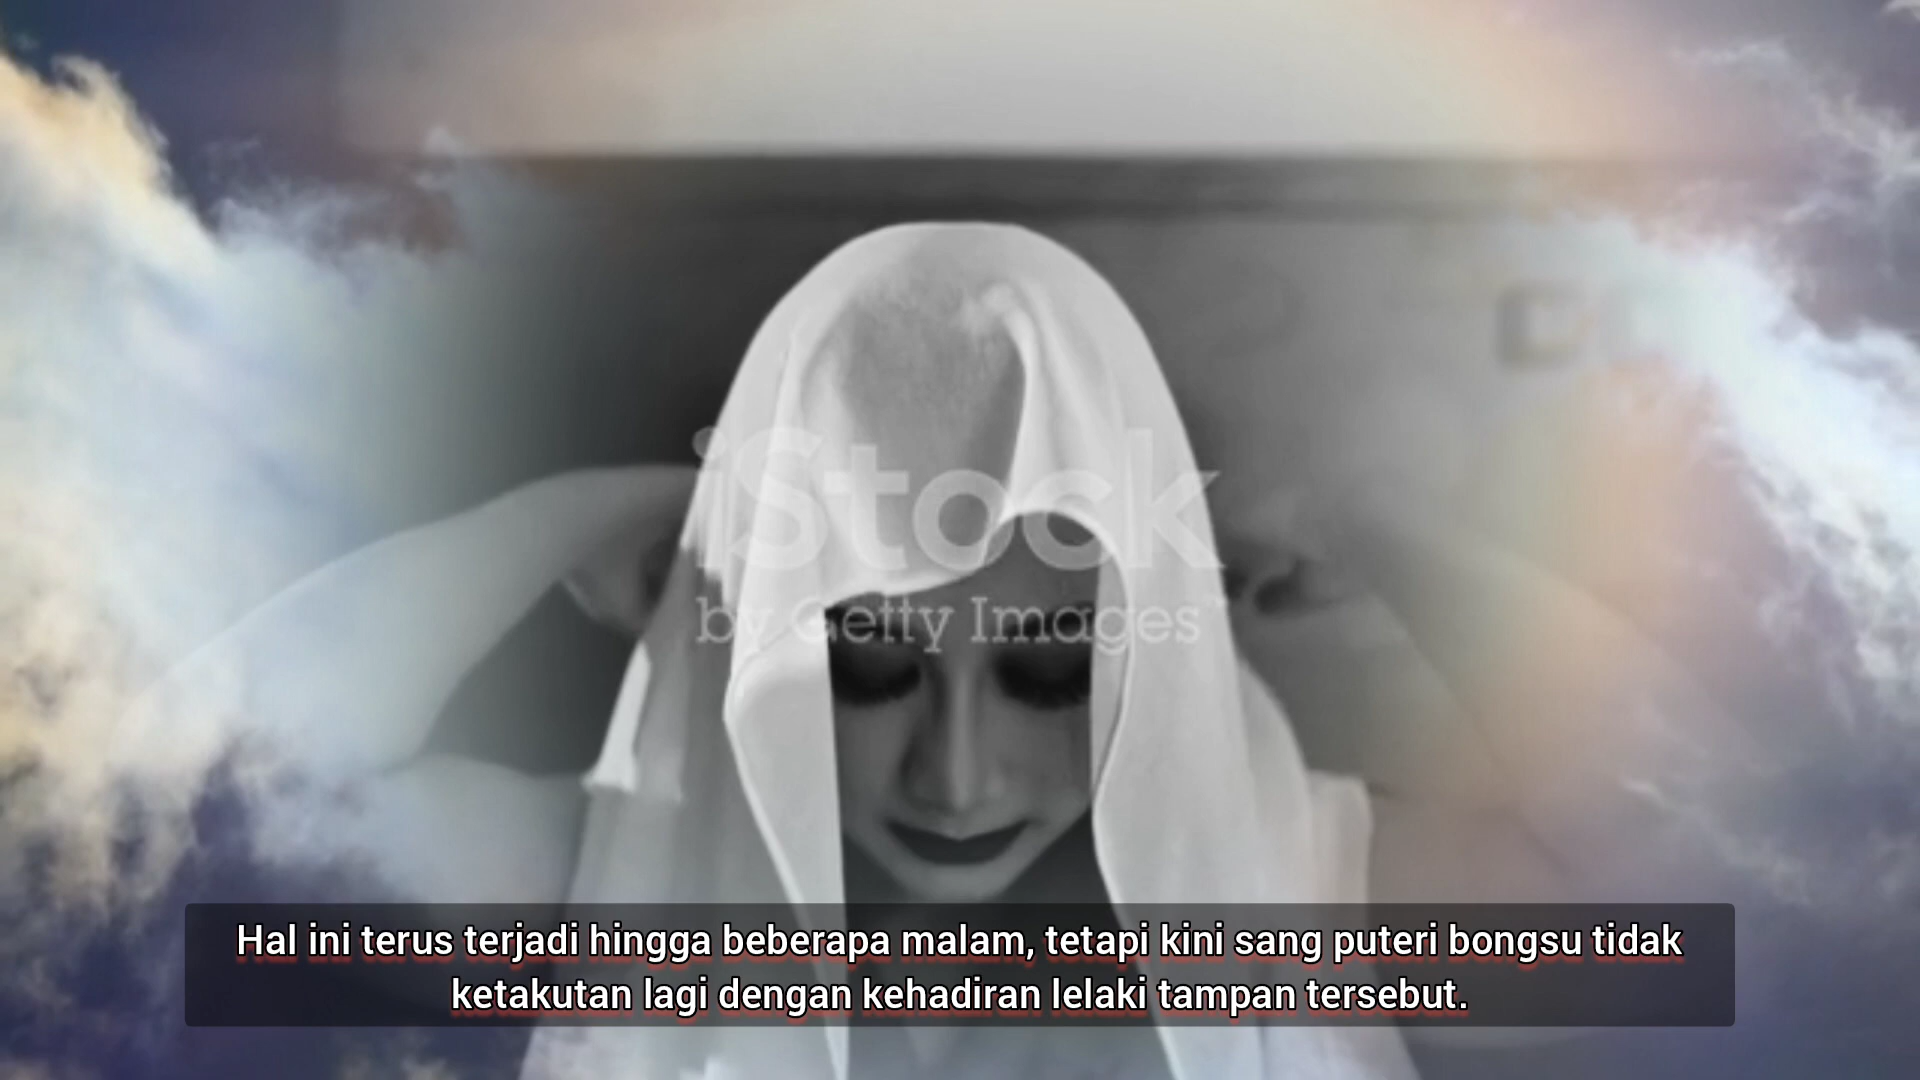 iStock
by Getty Images™
Hal ini terus terjadi hingga beberapa malam, tetapi kini sang puteri bongsu tidak
ketakutan lagi dengan kehadiran lelaki tampan tersebut.